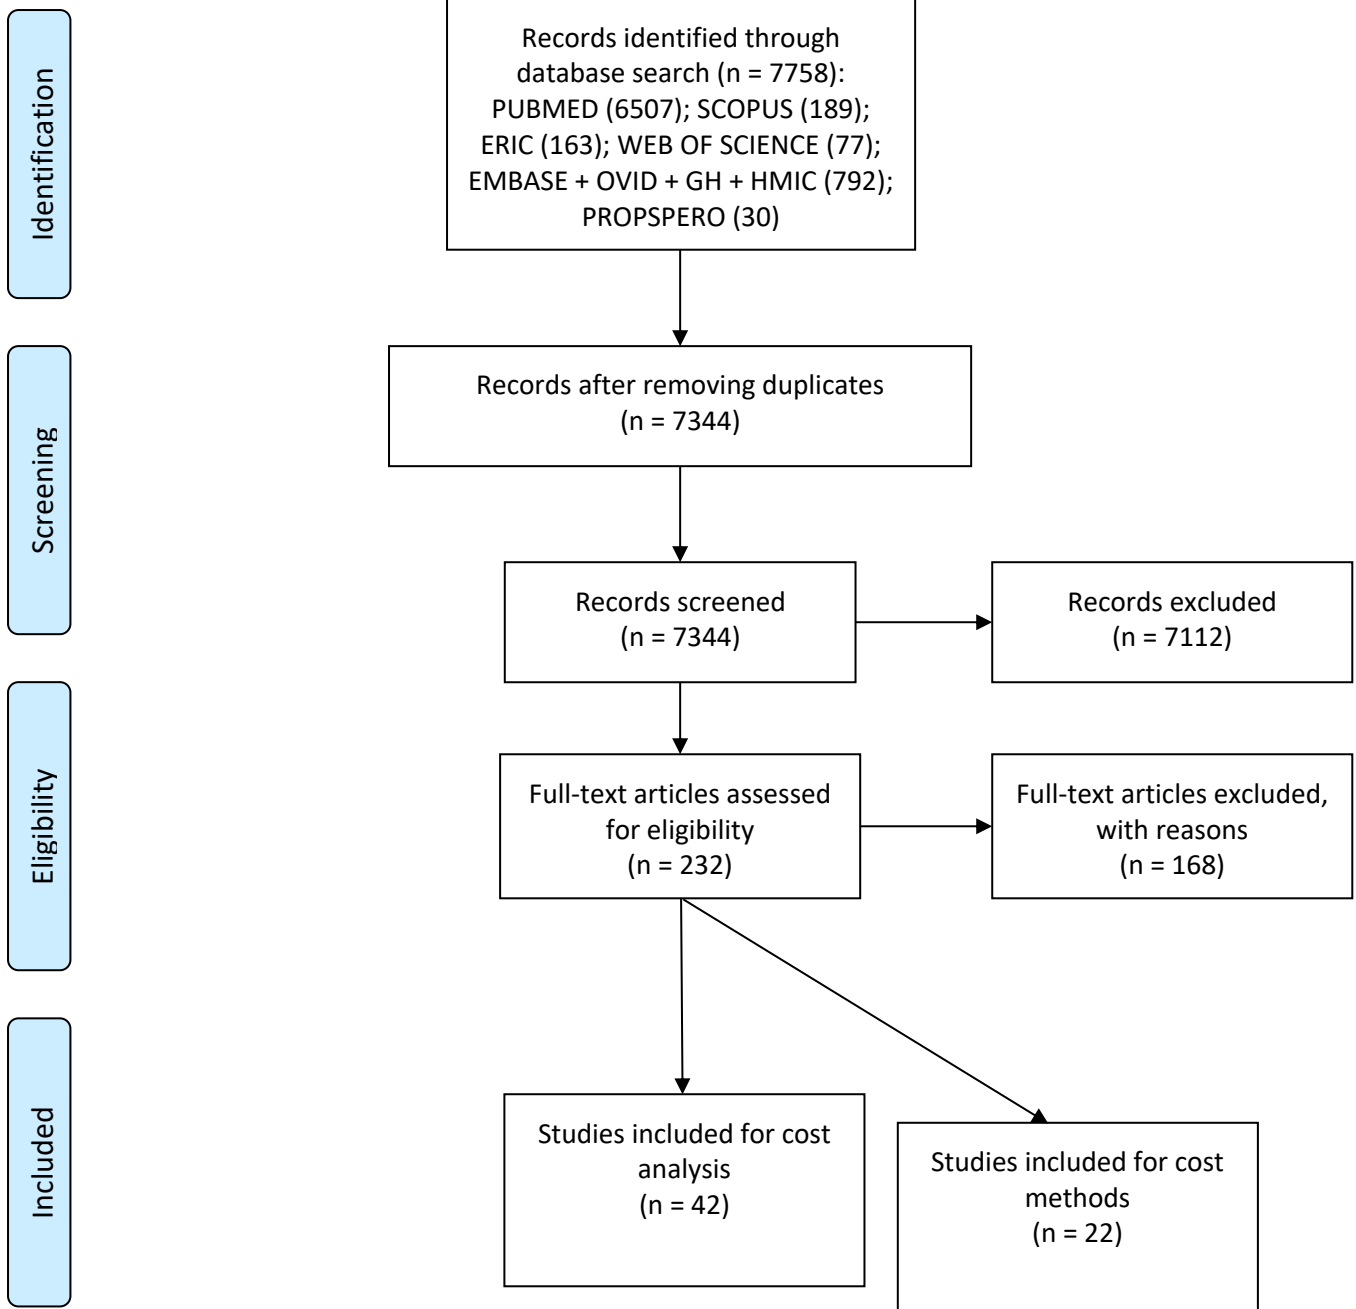 Identification
Records identified through
database search (n = 7758):
PUBMED (6507); SCOPUS (189);
ERIC (163); WEB OF SCIENCE (77);
EMBASE + OVID + GH + HMIC (792);
PROPSPERO (30)
Screening
Records after removing duplicates
(n = 7344)
Records screened
(n = 7344)
Records excluded
(n = 7112)
Eligibility
Full-text articles assessed
for eligibility
(n = 232)
Full-text articles excluded,
with reasons
(n = 168)
Included
Studies included for cost
analysis
(n = 42)
Studies included for cost
methods
(n = 22)